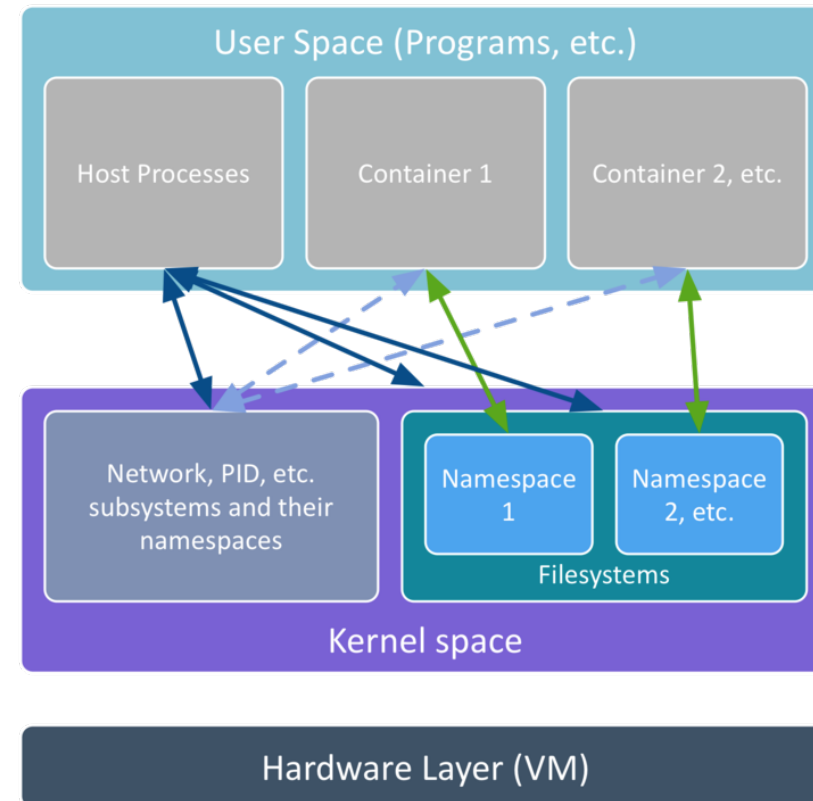 User Space (Programs, etc.)
Host Processes
Container 1
Container 2, etc.
Network, PID, etc.
subsystems and their
namespaces
Namespace
1
Namespace
2, etc.
Filesystems
Kernel space
Hardware Layer (VM)